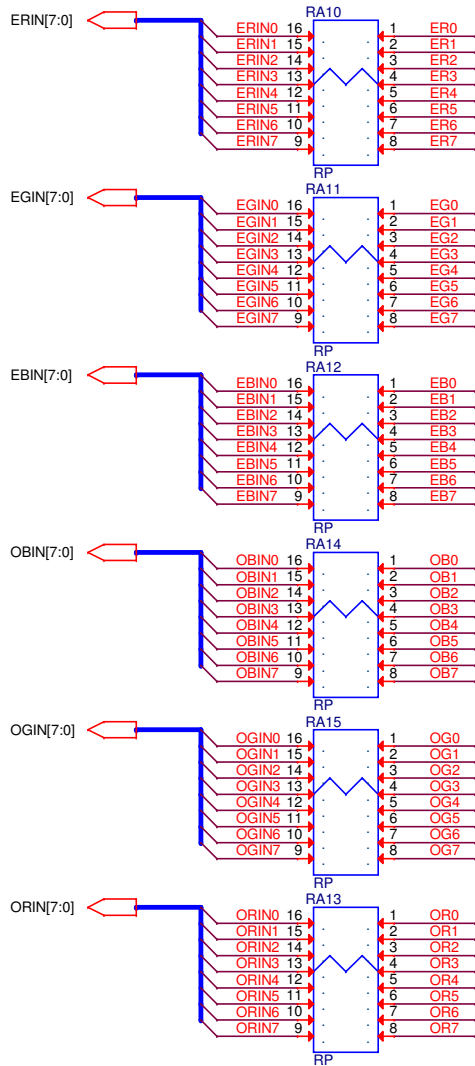 RA10
ERIN[7:0]
ERIN0 16 1 ER0
ERIN1 15 2 ER1
ERIN2 14 3 ER2
ERIN3 13 4 ER3
ERIN4 12 5 ER4
ERIN5 11 6 ER5
ERIN6 10 7 ER6
ERIN7 9 8 ER7
RP
RA11
EGIN[7:0]
EGIN0 16 1 EG0
EGIN1 15 2 EG1
EGIN2 14 3 EG2
EGIN3 13 4 EG3
EGIN4 12 5 EG4
EGIN5 11 6 EG5
EGIN6 10 7 EG6
EGIN7 9 8 EG7
RP
RA12
EBIN[7:0]
EBIN0 16 1 EB0
EBIN1 15 2 EB1
EBIN2 14 3 EB2
EBIN3 13 4 EB3
EBIN4 12 5 EB4
EBIN5 11 6 EB5
EBIN6 10 7 EB6
EBIN7 9 8 EB7
RP
RA14
OBIN[7:0]
OBIN0 16 1 OB0
OBIN1 15 2 OB1
OBIN2 14 3 OB2
OBIN3 13 4 OB3
OBIN4 12 5 OB4
OBIN5 11 6 OB5
OBIN6 10 7 OB6
OBIN7 9 8 OB7
RP
RA15
OGIN[7:0]
OGIN0 16 1 OG0
OGIN1 15 2 OG1
OGIN2 14 3 OG2
OGIN3 13 4 OG3
OGIN4 12 5 OG4
OGIN5 11 6 OG5
OGIN6 10 7 OG6
OGIN7 9 8 OG7
RP
RA13
ORIN[7:0]
ORIN0 16 1 OR0
ORIN1 15 2 OR1
ORIN2 14 3 OR2
ORIN3 13 4 OR3
ORIN4 12 5 OR4
ORIN5 11 6 OR5
ORIN6 10 7 OR6
ORIN7 9 8 OR7
RP